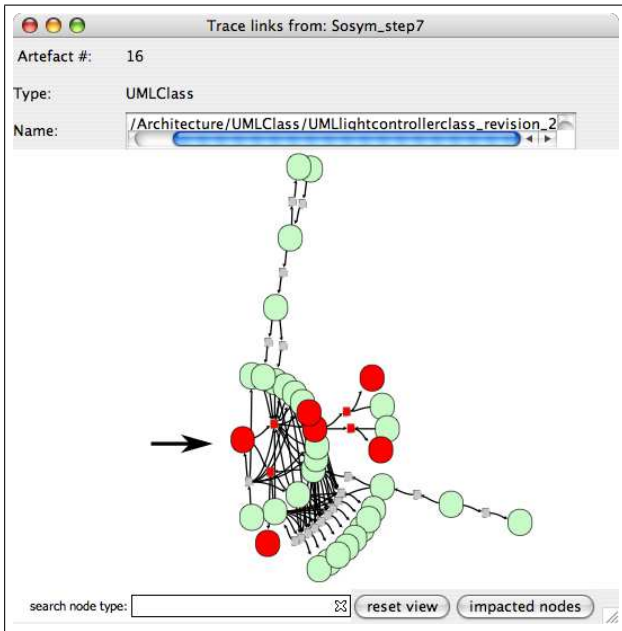 Trace links from: Sosym_step7
Artefact #: 16
Type: UMLClass
Name: /Architecture/UMLClass/UMLlightcontrollerclass_revision_2
search node type: reset view impacted nodes